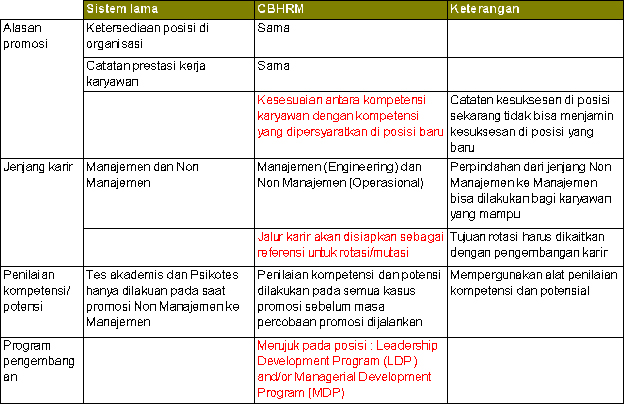 Sistem lama
CBHRM
Keterangan
Alasan
promosi
Ketersediaan posisi di
organisasi
Sama
Catatan prestasi kerja
karyawan
Sama
Kesesuaian antara kompetensi
karyawan dengan kompetensi
yang dipersyaratkan di posisi baru
Catatan kesuksesan di posisi
sekarang tidak bisa menjamin
kesuksesan di posisi yang
baru
Jenjang karir
Manajemen dan Non
Manajemen
Manajemen (Engineering) dan
Non Manajemen (Operasional)
Perpindahan dari jenjang Non
Manajemen ke Manajemen
bisa dilakukan bagi karyawan
yang mampu
Jalur karir akan disiapkan sebagai
referensi untuk rotasi/mutasi
Tujuan rotasi harus dikaitkan
dengan pengembangan karir
Penilaian
kompetensi/
potensi
Tes akademis dan Psikotes
hanya dilakuan pada saat
promosi Non Manajemen ke
Manajemen
Penilaian kompetensi dan potensi
dilakukan pada semua kasus
promosi sebelum masa
percobaan promosi dijalankan
Mempergunakan alat penilaian
kompetensi dan potensial
Program
pengembang
an
Merujuk pada posisi : Leadership
Development Program (LDP)
and/or Managerial Development
Program (MDP)